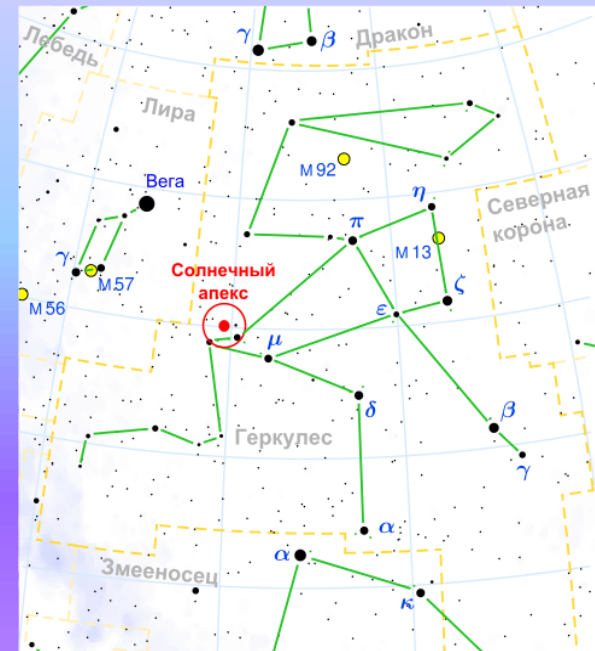 γ
β
Дракон
Лебедь
Лира
M 92
Вега
η
Северная
корона
π
M 13
γ
M 57
Солнечный
апекс
ζ
M 56
ε
μ
δ
β
Геркулес
γ
α
α
Змееносец
κ